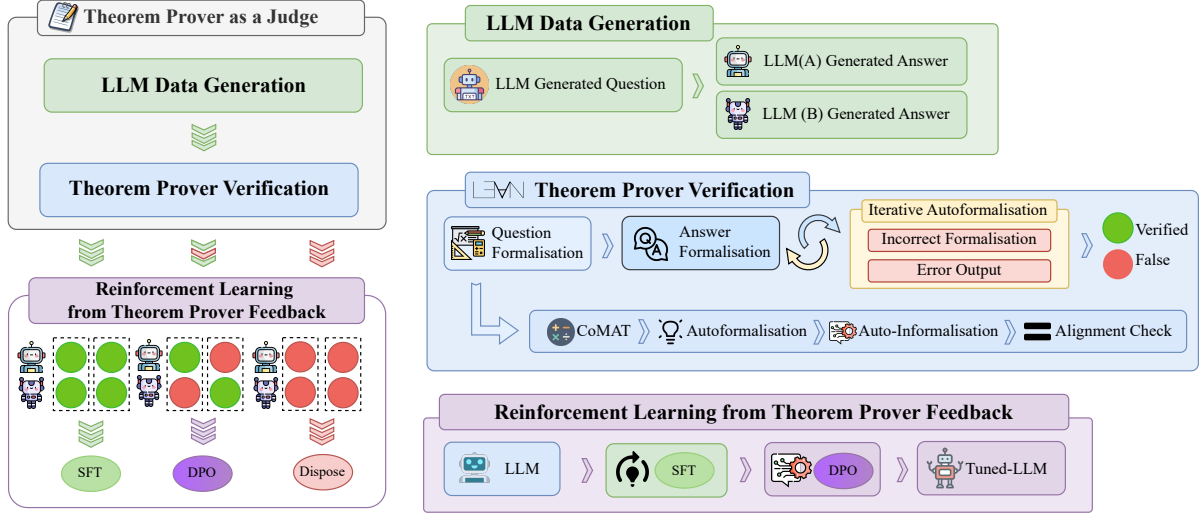 Theorem Prover as a Judge
LLM Data Generation
Theorem Prover Verification
Reinforcement Learning
from Theorem Prover Feedback
SFT
DPO
Dispose
LLM Data Generation
TXT
LLM Generated Question
LLM(A) Generated Answer
LLM (B) Generated Answer
L∃∀N Theorem Prover Verification
Question
Formalisation
Q
A
Answer
Formalisation
Iterative Autoformalisation
Incorrect Formalisation
Error Output
Verified
False
CoMAT
Autoformalisation
Auto-Informalisation
Alignment Check
Reinforcement Learning from Theorem Prover Feedback
LLM
SFT
DPO
Tuned-LLM